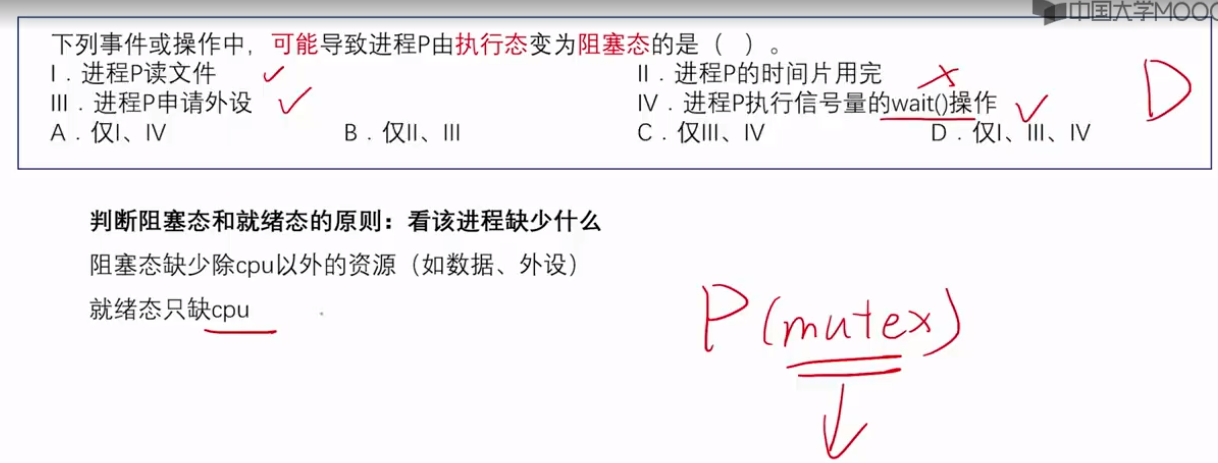 中国大学MOOC
下列事件或操作中，可能导致进程P由执行态变为阻塞态的是（ ）。
I．进程P读文件 ✓ II．进程P的时间片用完 ×
III．进程P申请外设 ✓ IV．进程P执行信号量的wait()操作 ✓ D
A．仅I、IV B．仅II、III C．仅III、IV D．仅I、III、IV
判断阻塞态和就绪态的原则：看该进程缺少什么
阻塞态缺少除cpu以外的资源（如数据、外设）
就绪态只缺cpu
P(mutex)